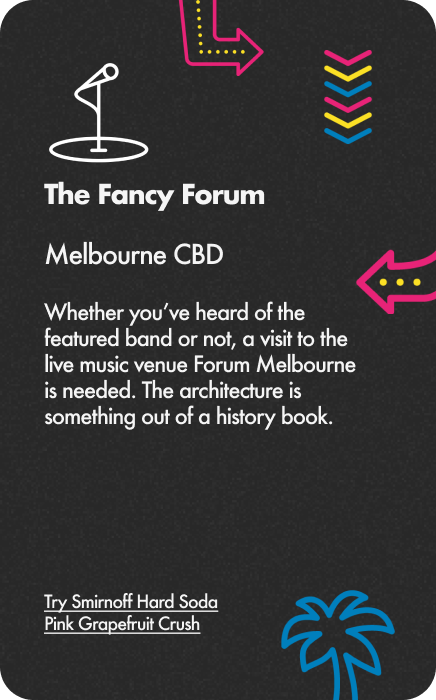 The Fancy Forum
Melbourne CBD
Whether you’ve heard of the
featured band or not, a visit to the
live music venue Forum Melbourne
is needed. The architecture is
something out of a history book.
Try Smirnoff Hard Soda
Pink Grapefruit Crush